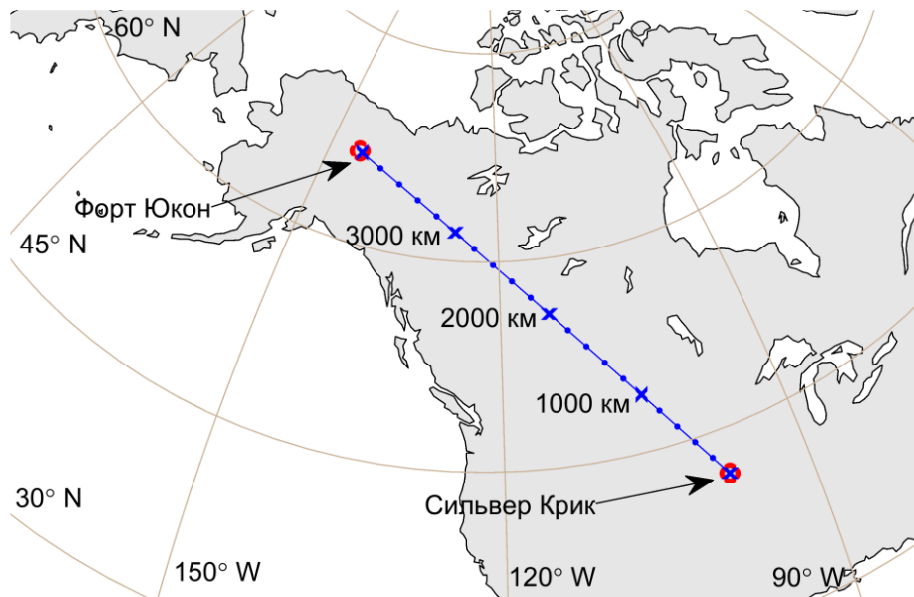 60° N
Форт Юкон
45° N
3000 км
2000 км
1000 км
30° N
Сильвер Крик
150° W
120° W
90° W